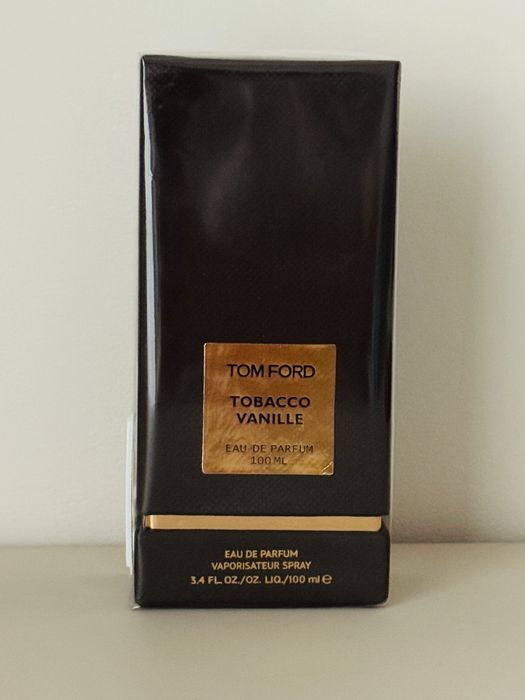 TOM FORD
TOBACCO
VANILLE
EAU DE PARFUM
100 ML
EAU DE PARFUM
VAPORISATEUR SPRAY
3.4 FL. OZ./OZ. LIQ./100 ml ℮